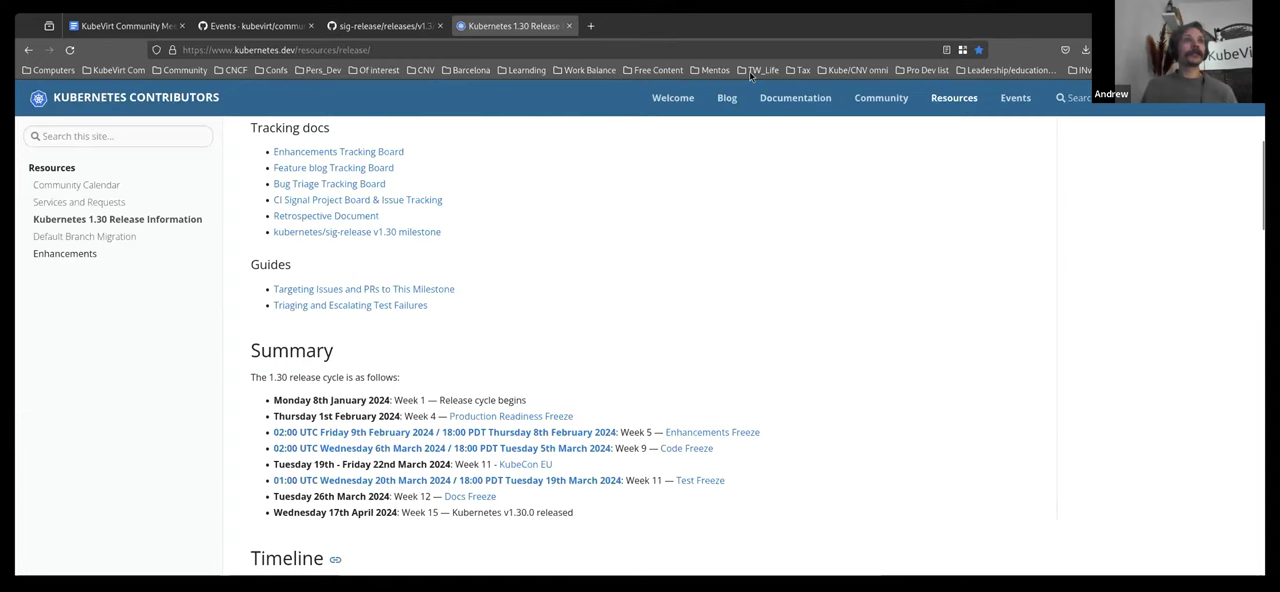 KubeVirt Community Me
Events · kubevirt/commu
sig-release/releases/v1.3
Kubernetes 1.30 Release
https://www.kubernetes.dev/resources/release/
Computers KubeVirt Com Community CNCF Confs Pers_Dev Of interest CNV Barcelona Learnding Work Balance Free Content Mentos TW_Life Tax Kube/CNV omni Pro Dev list Leadership/education… INv
KubeVi
Andrew
KUBERNETES CONTRIBUTORS
Welcome Blog Documentation Community Resources Events Searc
Search this site…
Resources
Community Calendar
Services and Requests
Kubernetes 1.30 Release Information
Default Branch Migration
Enhancements
Tracking docs
Enhancements Tracking Board
Feature blog Tracking Board
Bug Triage Tracking Board
CI Signal Project Board & Issue Tracking
Retrospective Document
kubernetes/sig-release v1.30 milestone
Guides
Targeting Issues and PRs to This Milestone
Triaging and Escalating Test Failures
Summary
The 1.30 release cycle is as follows:
Monday 8th January 2024: Week 1 — Release cycle begins
Thursday 1st February 2024: Week 4 — Production Readiness Freeze
02:00 UTC Friday 9th February 2024 / 18:00 PDT Thursday 8th February 2024: Week 5 — Enhancements Freeze
02:00 UTC Wednesday 6th March 2024 / 18:00 PDT Tuesday 5th March 2024: Week 9 — Code Freeze
Tuesday 19th - Friday 22nd March 2024: Week 11 - KubeCon EU
01:00 UTC Wednesday 20th March 2024 / 18:00 PDT Tuesday 19th March 2024: Week 11 — Test Freeze
Tuesday 26th March 2024: Week 12 — Docs Freeze
Wednesday 17th April 2024: Week 15 — Kubernetes v1.30.0 released
Timeline